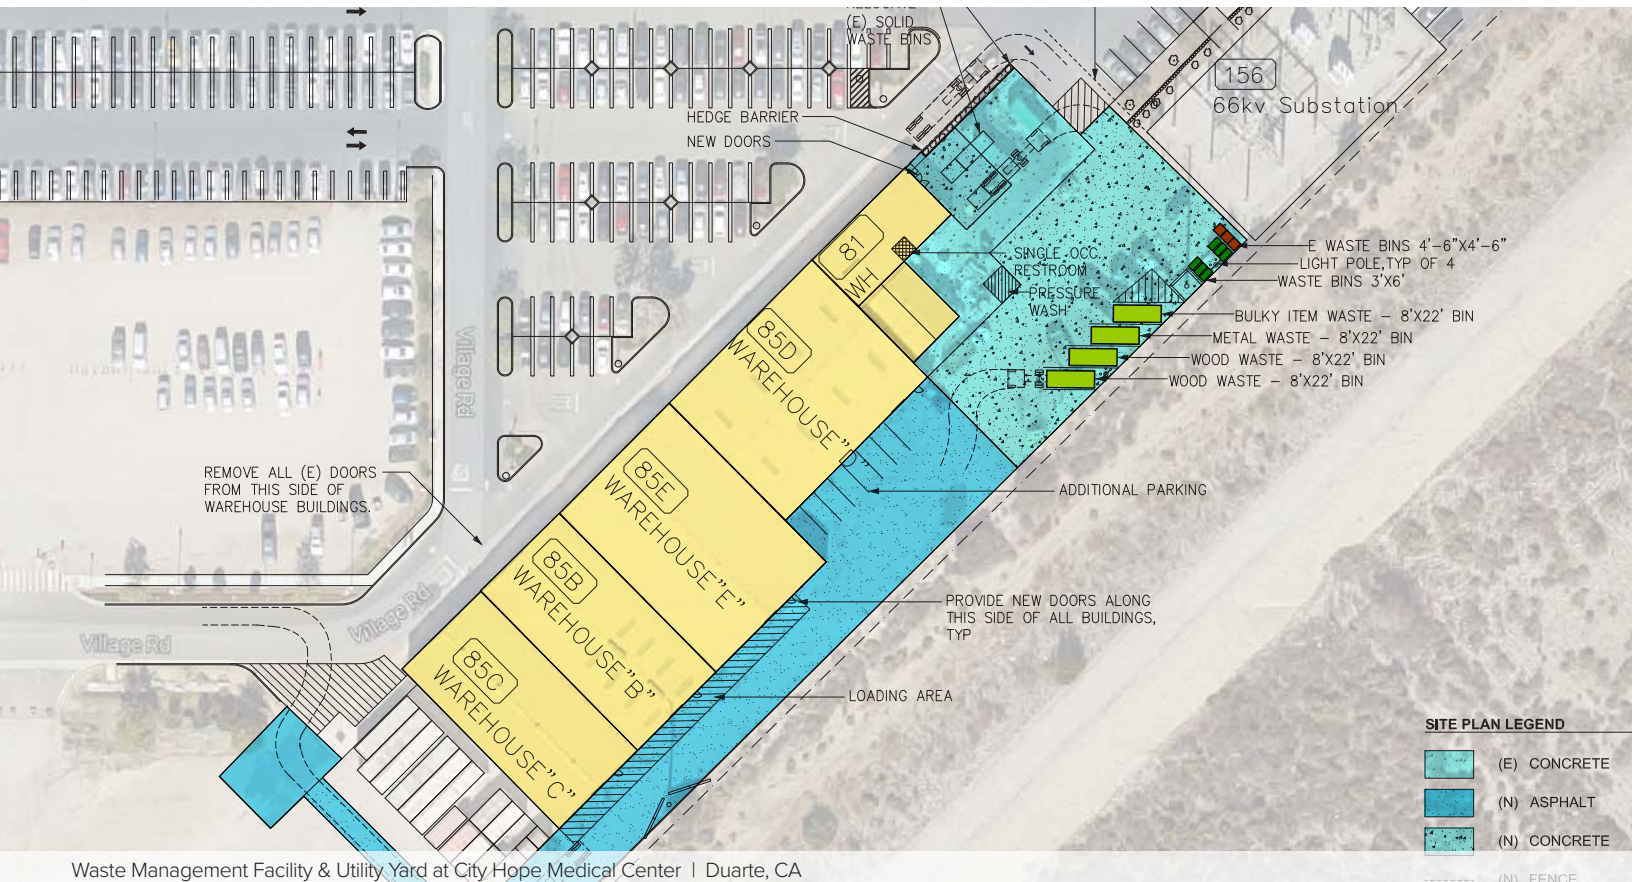 RELOCATE
(E) SOLID
WASTE BINS
HEDGE BARRIER
NEW DOORS
156
66kv Substation
81
WH
SINGLE OCC.
RESTROOM
PRESSURE
WASH
E WASTE BINS 4'-6"X4'-6"
LIGHT POLE,TYP OF 4
WASTE BINS 3'X6'
BULKY ITEM WASTE – 8'X22' BIN
METAL WASTE – 8'X22' BIN
WOOD WASTE – 8'X22' BIN
WOOD WASTE – 8'X22' BIN
85D
WAREHOUSE"D"
Village Rd
REMOVE ALL (E) DOORS
FROM THIS SIDE OF
WAREHOUSE BUILDINGS.
85E
WAREHOUSE"E"
ADDITIONAL PARKING
85B
WAREHOUSE"B"
PROVIDE NEW DOORS ALONG
THIS SIDE OF ALL BUILDINGS,
TYP
Village Rd
Village Rd
85C
WAREHOUSE"C"
LOADING AREA
SITE PLAN LEGEND
(E) CONCRETE
(N) ASPHALT
(N) CONCRETE
(N) FENCE
Waste Management Facility & Utility Yard at City Hope Medical Center | Duarte, CA